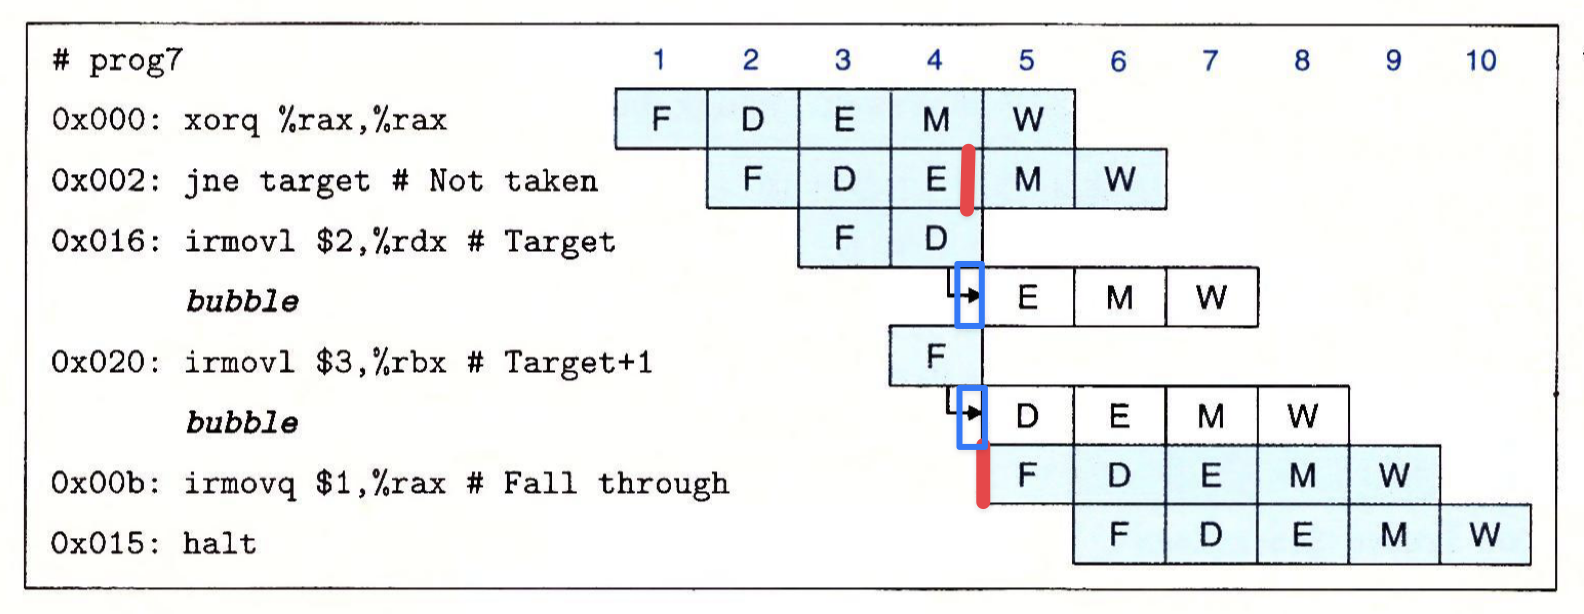 # prog7 1 2 3 4 5 6 7 8 9 10
0x000: xorq %rax,%rax F D E M W
0x002: jne target # Not taken F D E M W
0x016: irmovl $2,%rdx # Target F D
bubble E M W
0x020: irmovl $3,%rbx # Target+1 F
bubble D E M W
0x00b: irmovq $1,%rax # Fall through F D E M W
0x015: halt F D E M W